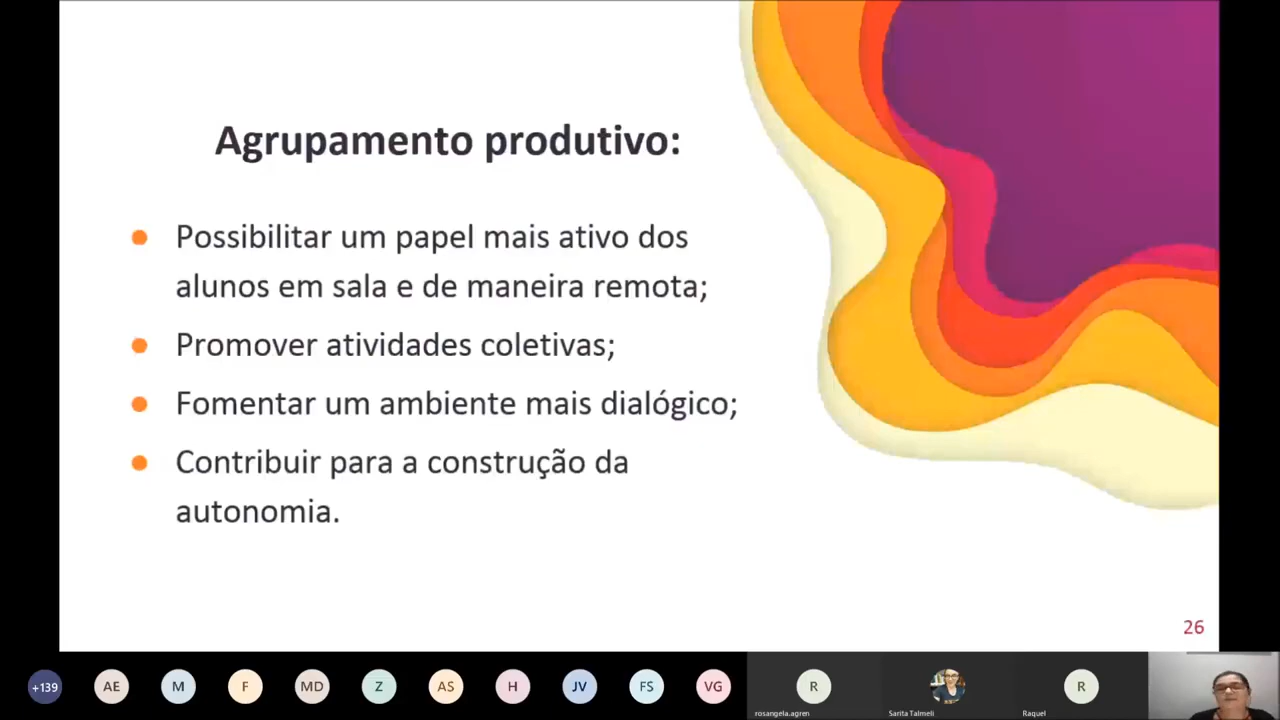 Agrupamento produtivo:
Possibilitar um papel mais ativo dos
alunos em sala e de maneira remota;
Promover atividades coletivas;
Fomentar um ambiente mais dialógico;
Contribuir para a construção da
autonomia.
26
+139
AE
M
F
MD
Z
AS
H
JV
FS
VG
R
R
rosangela.agren
Sarita Talmeli
Raquel